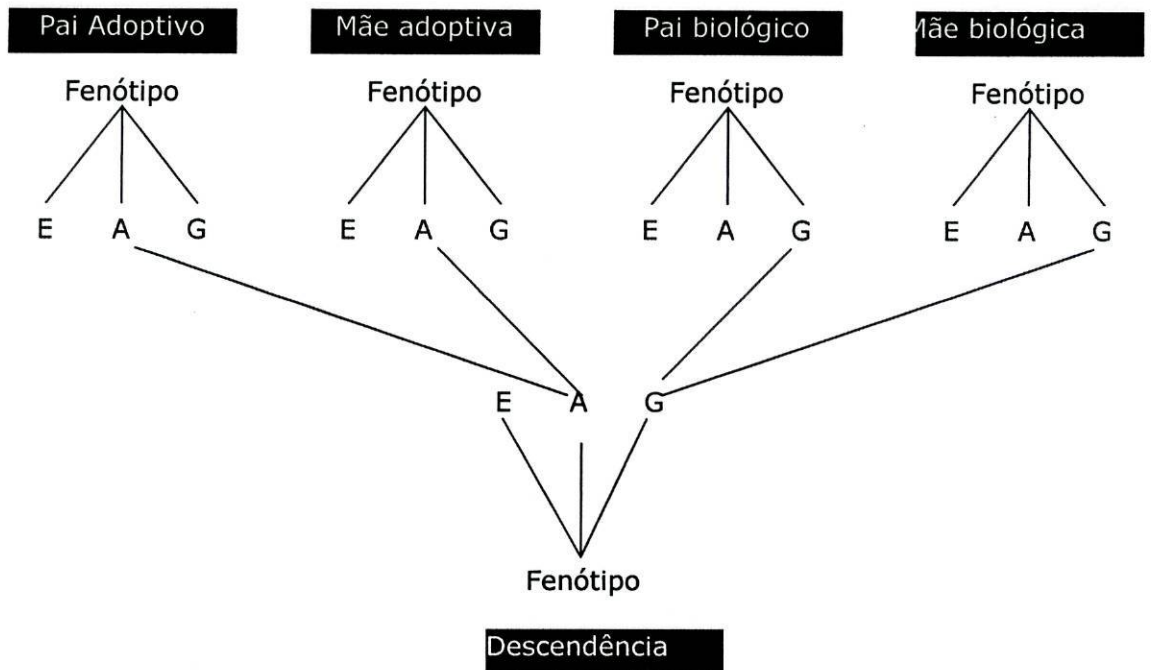 Pai Adoptivo Mãe adoptiva Pai biológico Mãe biológica
Fenótipo Fenótipo Fenótipo Fenótipo
E A G E A G E A G E A G
E A G
Fenótipo
Descendência